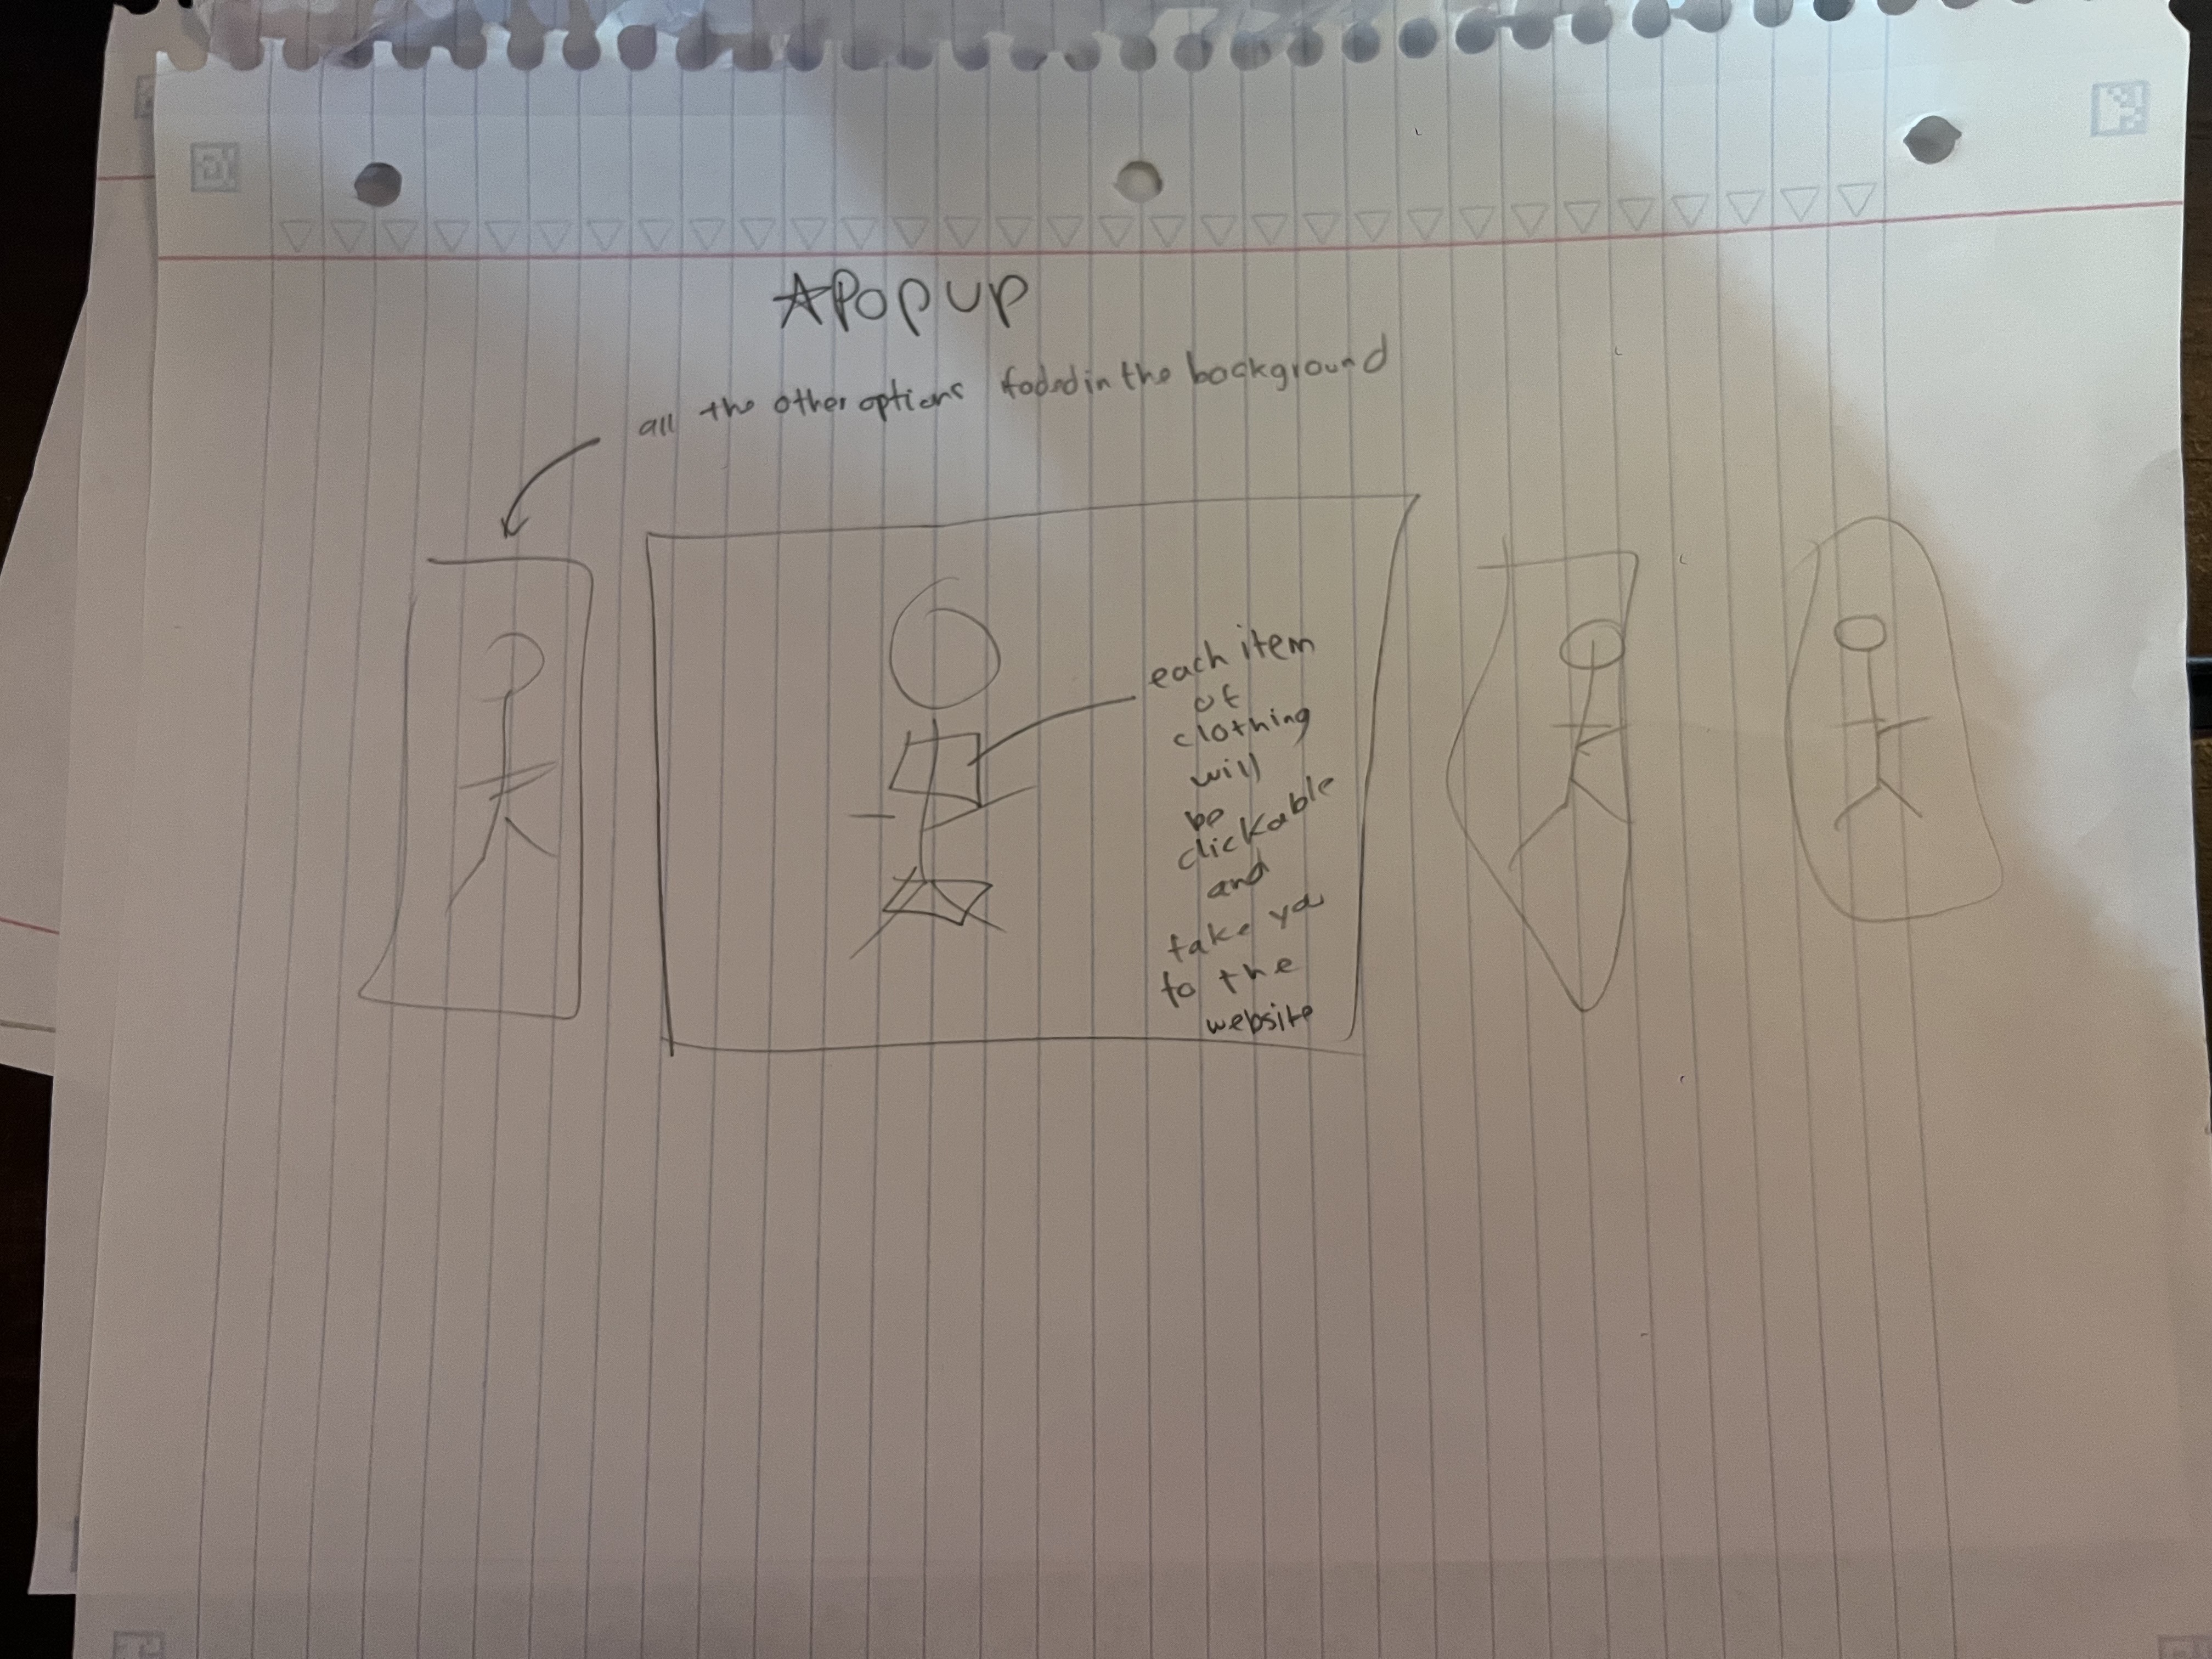 ☆Popup
all the other options faded in the background
each item
of
clothing
will
be
clickable
and
take you
to the
website